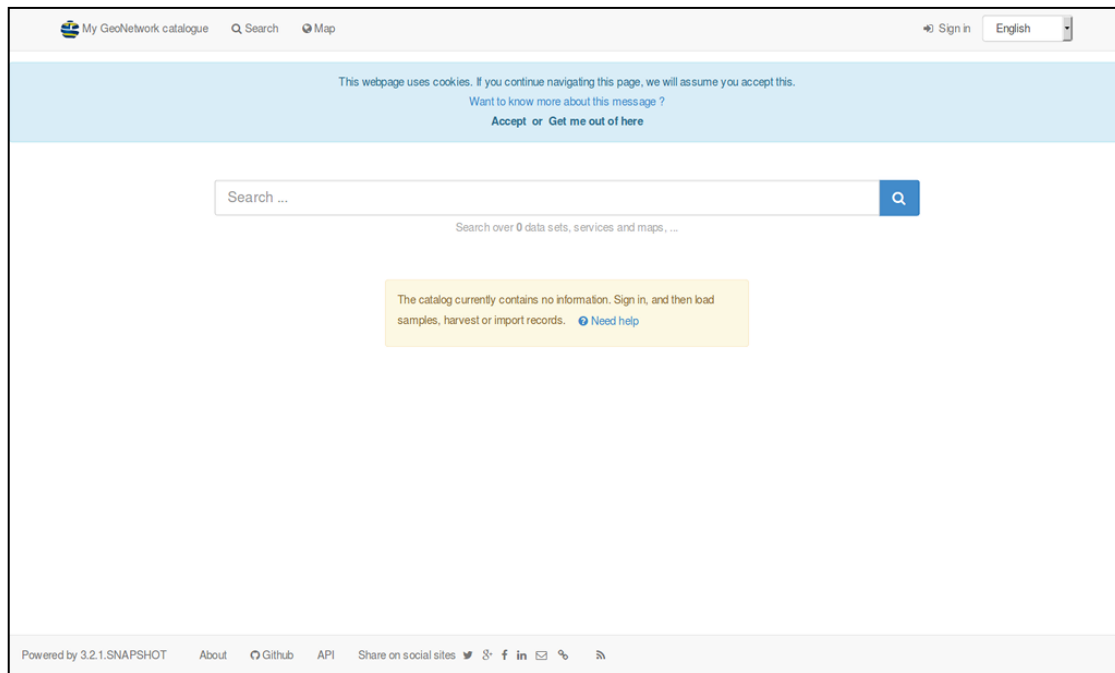 My GeoNetwork catalogue Search Map Sign in English
This webpage uses cookies. If you continue navigating this page, we will assume you accept this.
Want to know more about this message ?
Accept or Get me out of here
Search ...
Search over 0 data sets, services and maps, ...
The catalog currently contains no information. Sign in, and then load
samples, harvest or import records. Need help
Powered by 3.2.1.SNAPSHOT About Github API Share on social sites